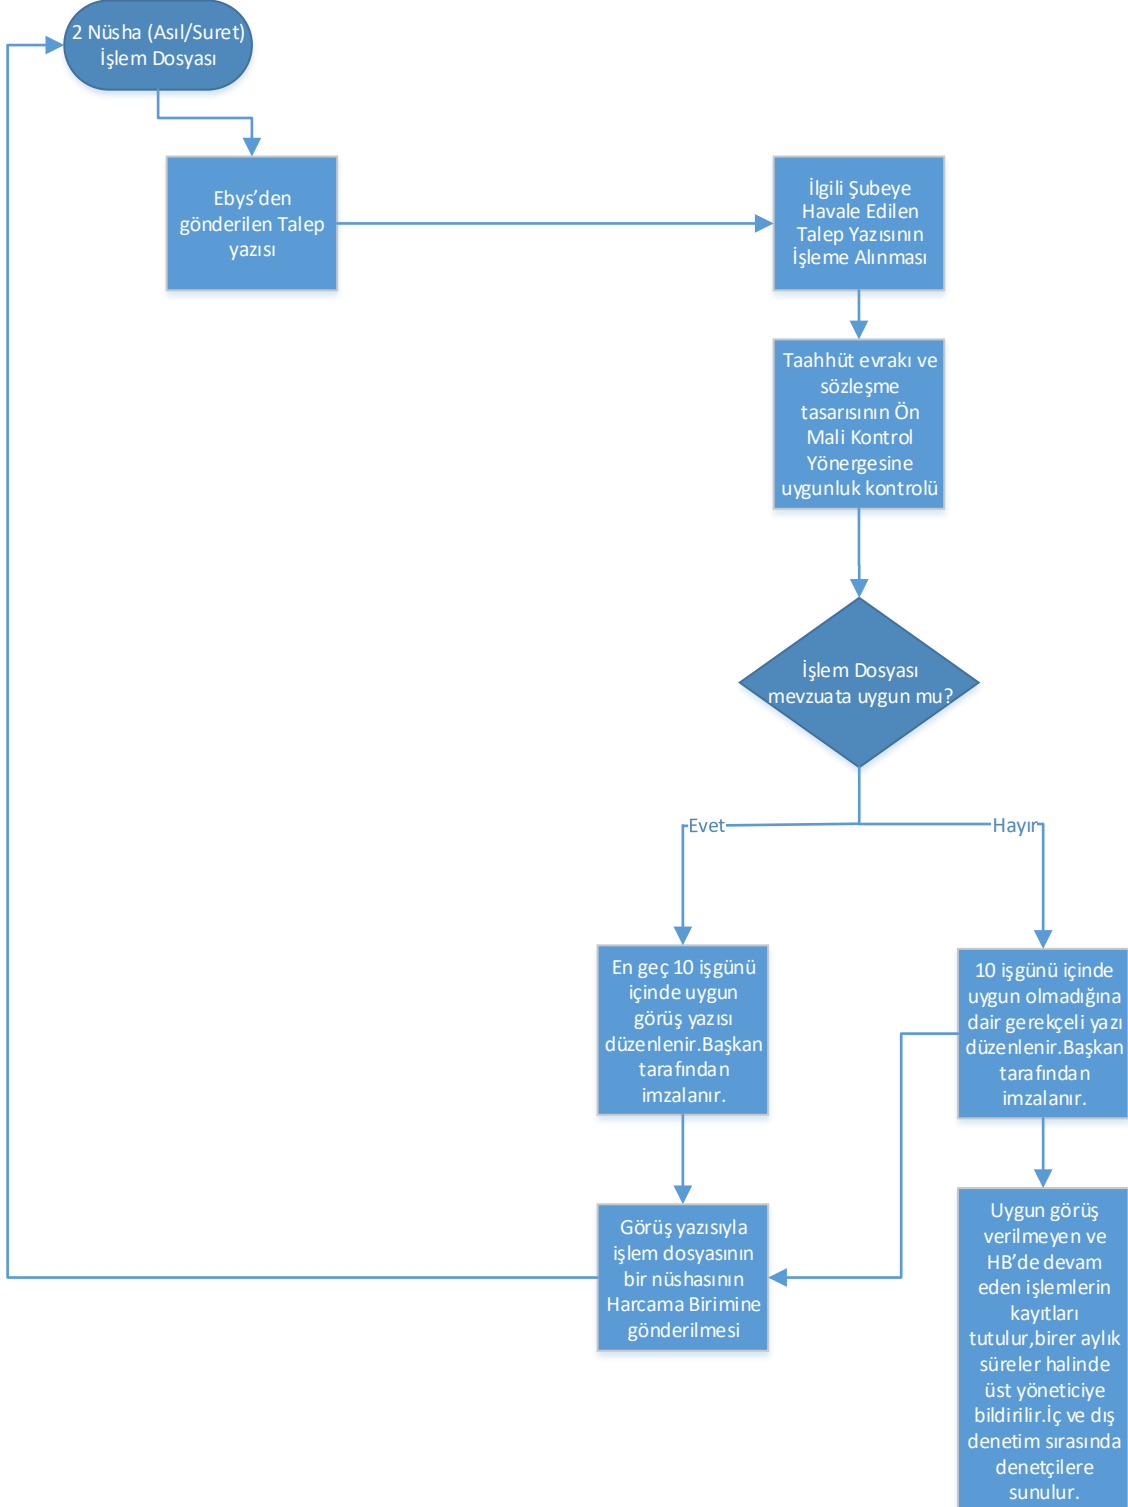 2 Nüsha (Asıl/Suret)
İşlem Dosyası
Ebys’den
gönderilen Talep
yazısı
İlgili Şubeye
Havale Edilen
Talep Yazısının
İşleme Alınması
Taahhüt evrakı ve
sözleşme
tasarısının Ön
Mali Kontrol
Yönergesine
uygunluk kontrolü
İşlem Dosyası
mevzuata uygun mu?
Evet
Hayır
En geç 10 işgünü
içinde uygun
görüş yazısı
düzenlenir.Başkan
tarafından
imzalanır.
10 işgünü içinde
uygun olmadığına
dair gerekçeli yazı
düzenlenir.Başkan
tarafından
imzalanır.
Görüş yazısıyla
işlem dosyasının
bir nüshasının
Harcama Birimine
gönderilmesi
Uygun görüş
verilmeyen ve
HB’de devam
eden işlemlerin
kayıtları
tutulur,birer aylık
süreler halinde
üst yöneticiye
bildirilir.İç ve dış
denetim sırasında
denetçilere
sunulur.